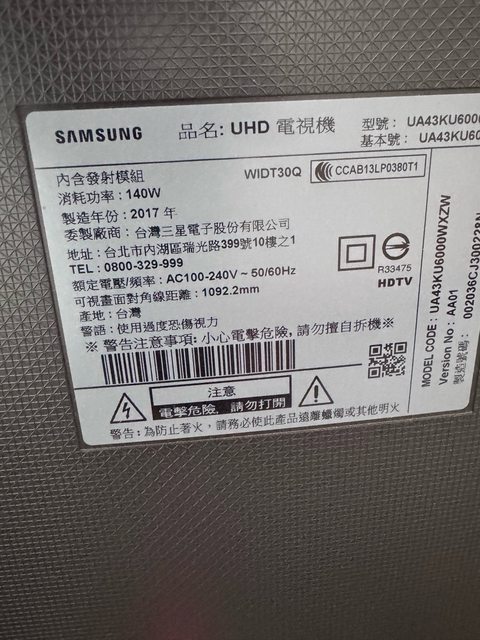 SAMSUNG
品名: UHD 電視機
型號: UA43KU6000
基本號: UA43KU60
內含發射模組
WIDT30Q
CCAB13LP0380T1
消耗功率:140W
製造年份:2017 年
委製廠商:台灣三星電子股份有限公司
地址:台北市內湖區瑞光路399號10樓之1
TEL:0800-329-999
額定電壓/頻率:AC100-240V~50/60Hz
可視畫面對角線距離:1092.2mm
產地:台灣
警語:使用過度恐傷視力
※ 警告事項: 小心電擊危險, 請勿擅自拆機※
R33475
HDTV
注意
電擊危險, 請勿打開
警告: 為防止著火,請務必使此產品遠離蠟燭或其他明火
MODEL CODE: UA43KU6000WXZW
Version No: AA01
製造號碼: